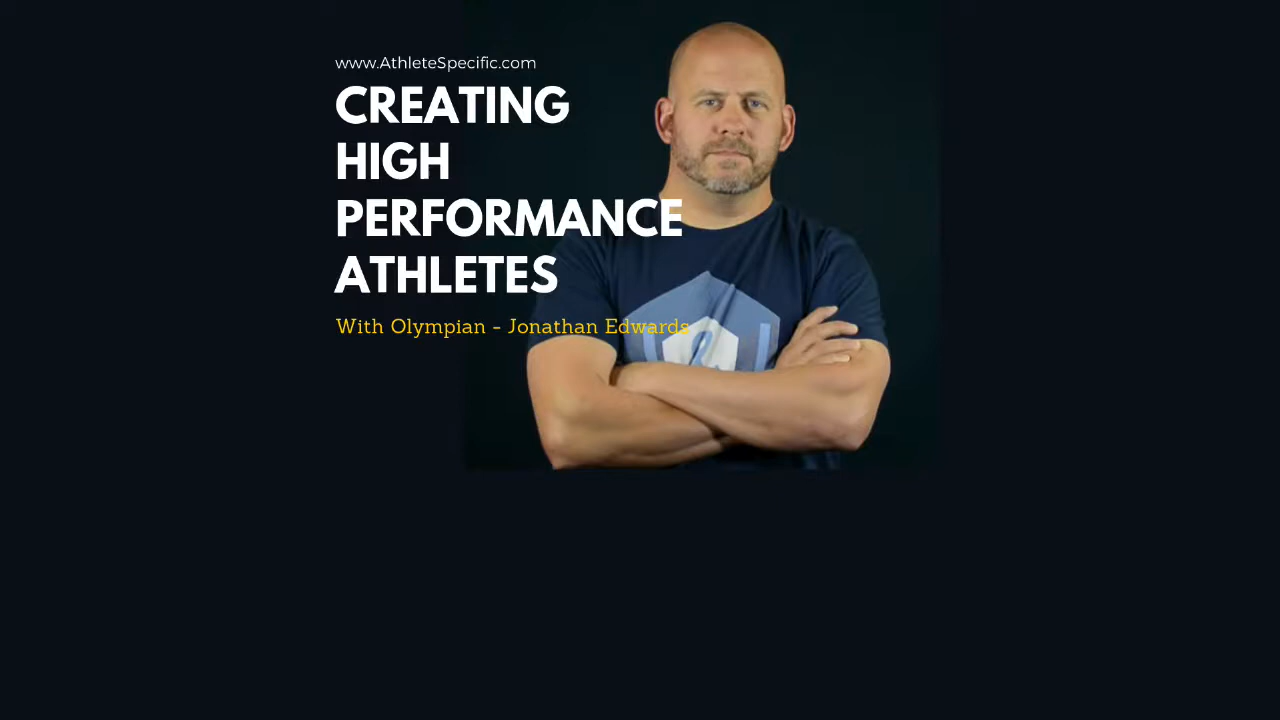 www.AthleteSpecific.com
CREATING
HIGH
PERFORMANCE
ATHLETES
With Olympian - Jonathan Edwards